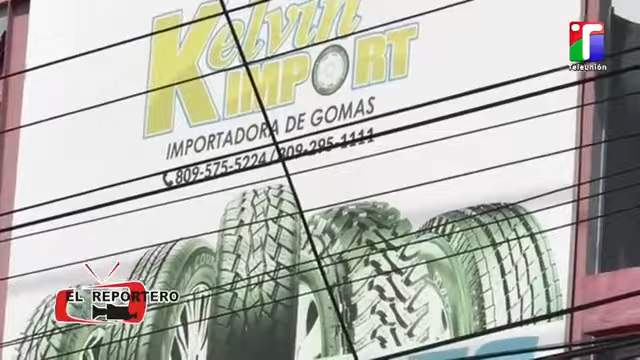 Teleunión
Kelvin
IMPORT
IMPORTADORA DE GOMAS
809-575-5224 / 809-295-1111
EL REPORTERO